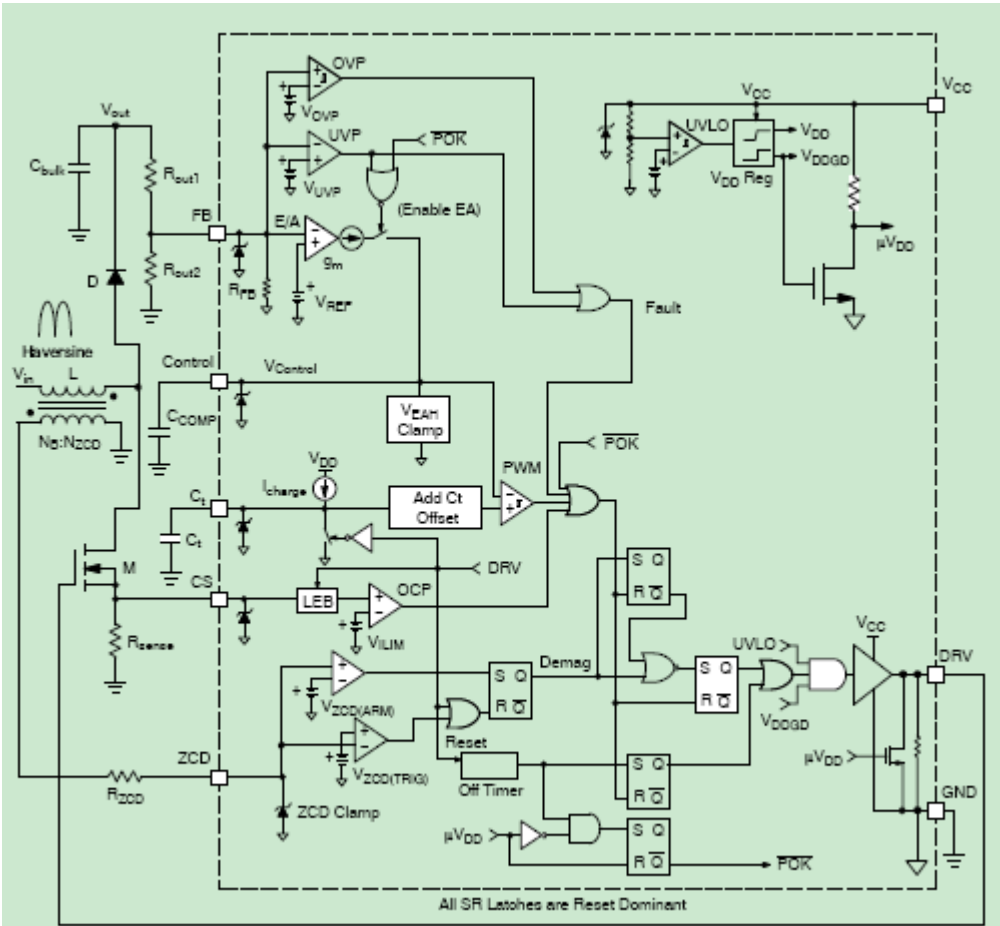 OVP
VOVP
UVP
VUVP
POK
(Enable EA)
E/A
gm
VREF
RFB
FB
Vout
Cbulk
Rout1
Rout2
D
VCC
VCC
UVLO
VDD
VDDGD
VDD Reg
µVDD
Fault
Haversine
Vin
L
NB:NZCD
Control
VControl
CCOMP
VEAH
Clamp
POK
VDD
Icharge
Ct
Ct
Add Ct
Offset
PWM
DRV
M
CS
LEB
OCP
VILIM
Rsense
S Q
R Q
Demag
VZCD(ARM)
S Q
R Q
Reset
VZCD(TRIG)
S Q
R Q
UVLO
VDDGD
VCC
DRV
ZCD
RZCD
ZCD Clamp
Off Timer
S Q
R Q
µVDD
GND
µVDD
S Q
R Q
POK
All SR Latches are Reset Dominant